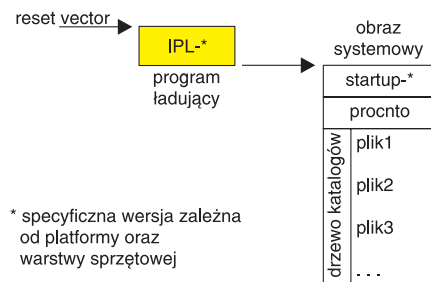 reset vector
IPL-*
program
ładujący
obraz
systemowy
startup-*
procnto
drzewo katalogów
plik1
plik2
plik3
. . .
* specyficzna wersja zależna
od platformy oraz
warstwy sprzętowej